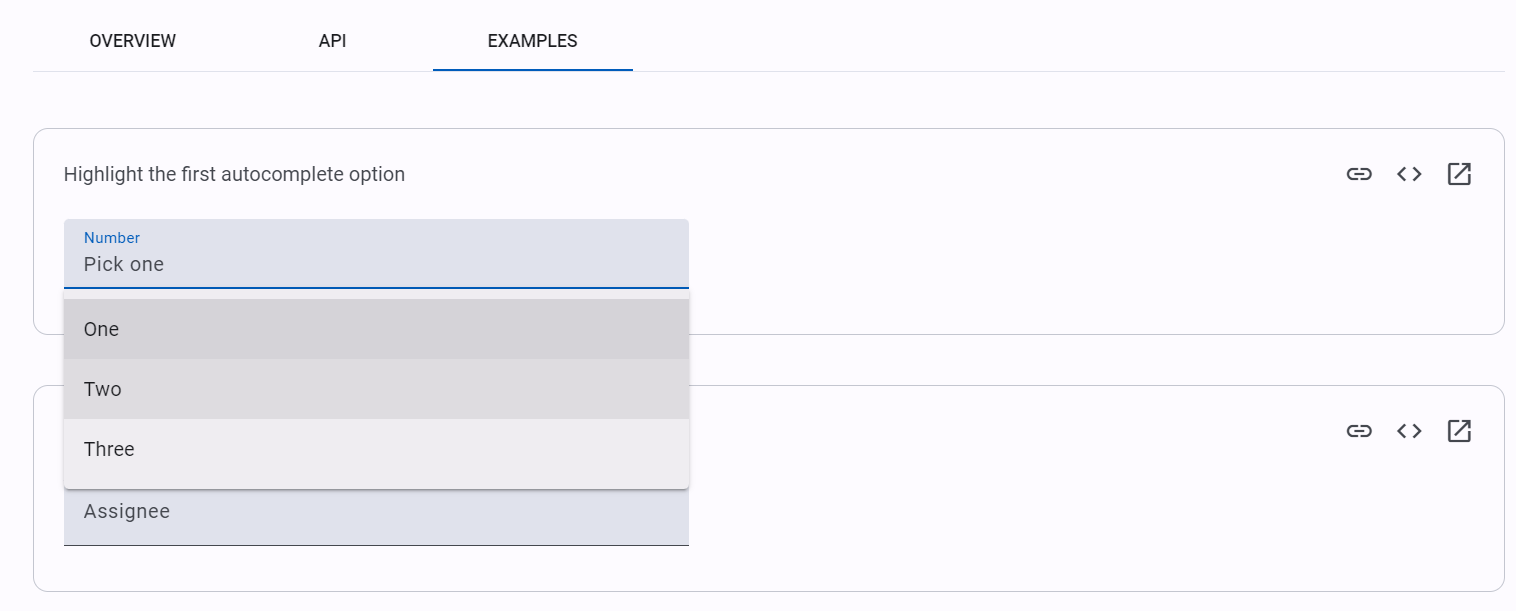 OVERVIEW API EXAMPLES
Highlight the first autocomplete option
Number
Pick one
One
Two
Three
Assignee